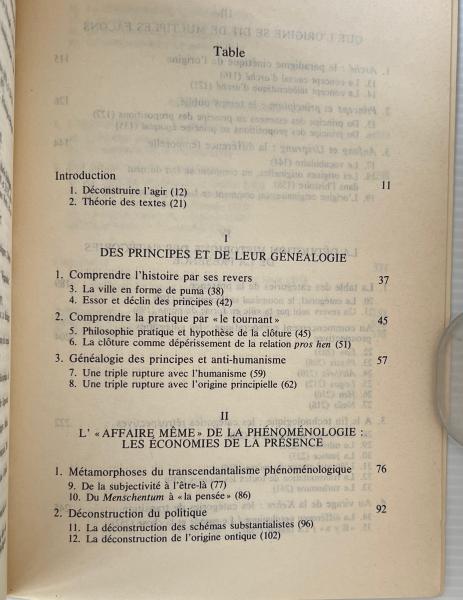 Table
Introduction 11
1. Déconstruire l'agir (12)
2. Théorie des textes (21)
I
DES PRINCIPES ET DE LEUR GÉNÉALOGIE
1. Comprendre l'histoire par ses revers 37
3. La ville en forme de puma (38)
4. Essor et déclin des principes (42)
2. Comprendre la pratique par « le tournant » 45
5. Philosophie pratique et hypothèse de la clôture (45)
6. La clôture comme dépérissement de la relation pros hen (51)
3. Généalogie des principes et anti-humanisme 57
7. Une triple rupture avec l'humanisme (59)
8. Une triple rupture avec l'origine principielle (62)
II
L' « AFFAIRE MÊME » DE LA PHÉNOMÉNOLOGIE :
LES ÉCONOMIES DE LA PRÉSENCE
1. Métamorphoses du transcendantalisme phénoménologique 76
9. De la subjectivité à l'être-là (77)
10. Du Menschentum à « la pensée » (86)
2. Déconstruction du politique 92
11. La déconstruction des schémas substantialistes (96)
12. La déconstruction de l'origine ontique (102)